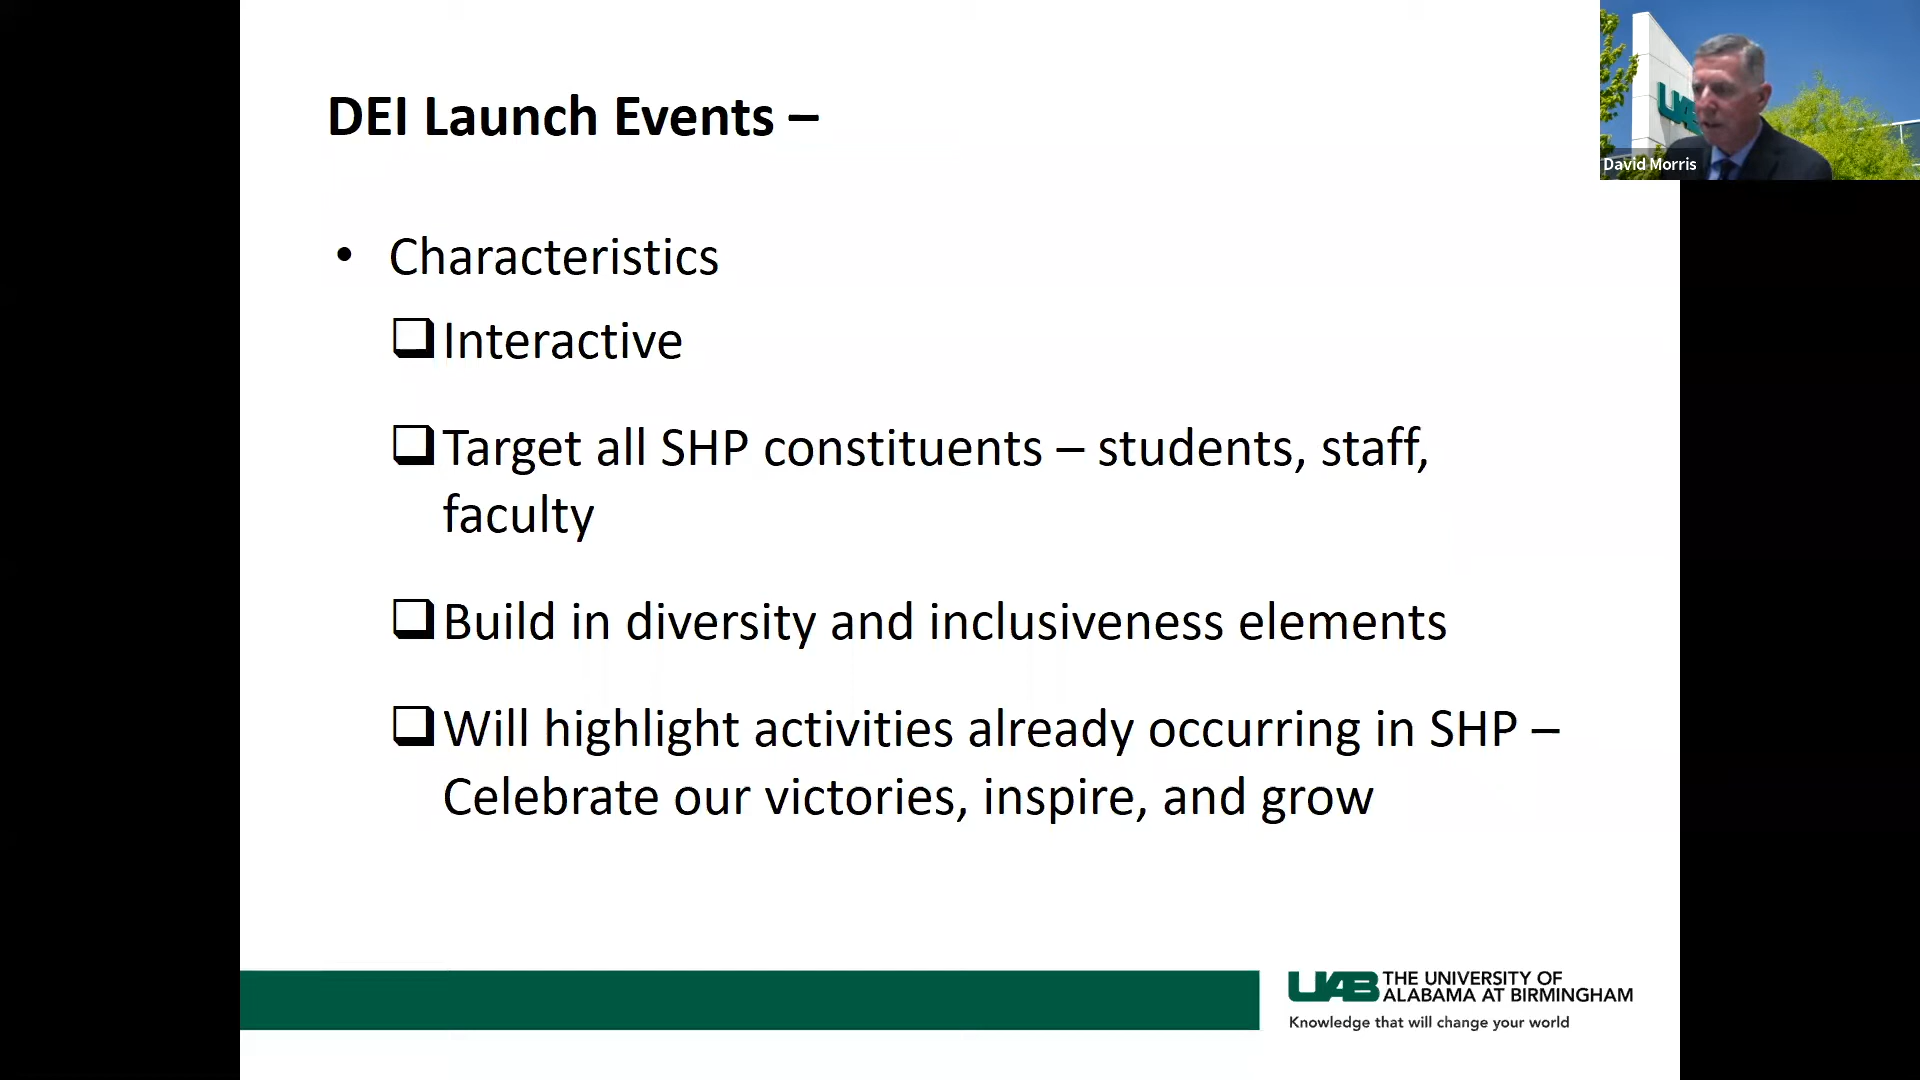 DEI Launch Events –
• Characteristics
❑ Interactive
❑ Target all SHP constituents – students, staff,
faculty
❑ Build in diversity and inclusiveness elements
❑ Will highlight activities already occurring in SHP –
Celebrate our victories, inspire, and grow
UAB
David Morris
UAB THE UNIVERSITY OF
ALABAMA AT BIRMINGHAM
Knowledge that will change your world